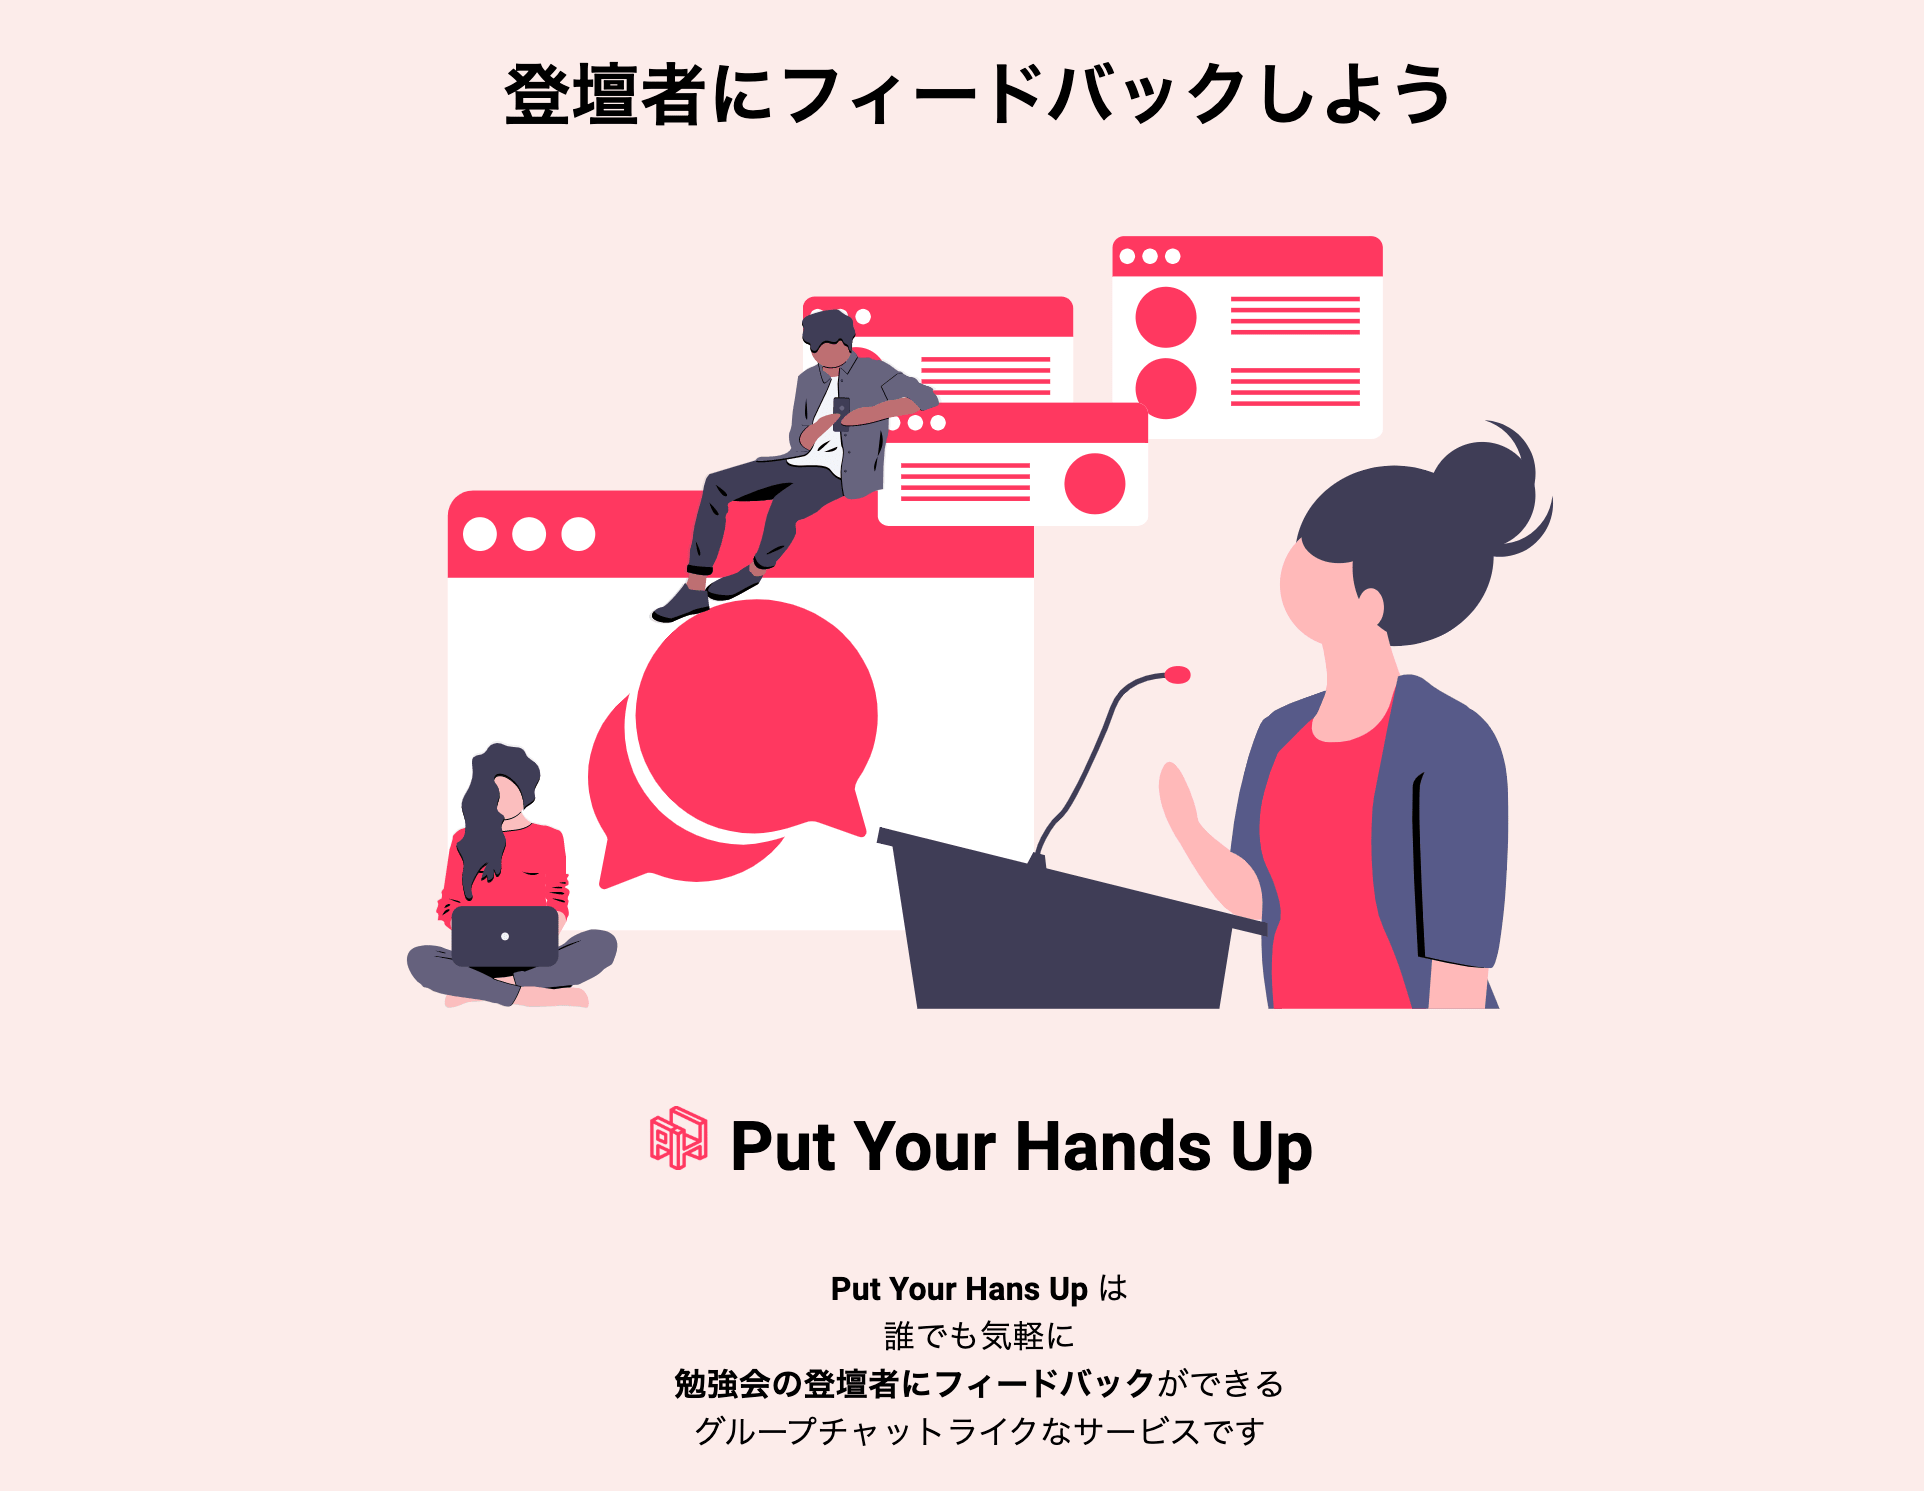 登壇者にフィードバックしよう
Put Your Hands Up
Put Your Hans Up は
誰でも気軽に
勉強会の登壇者にフィードバックができる
グループチャットライクなサービスです